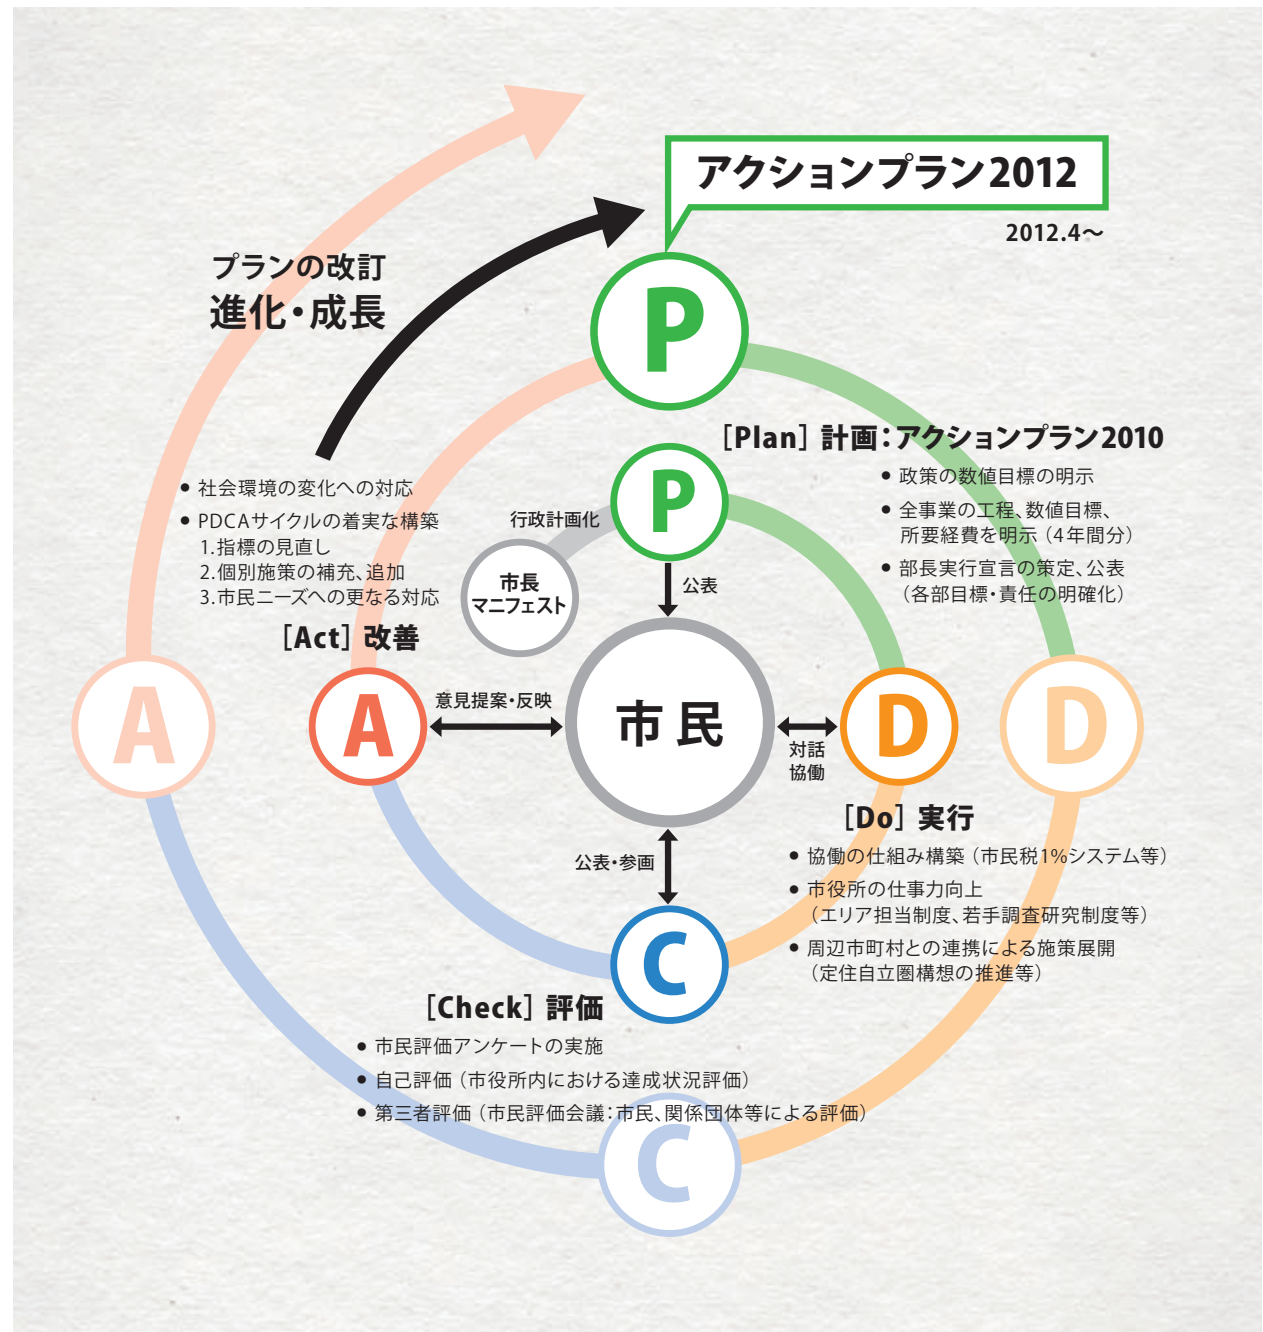 アクションプラン2012
2012.4〜
プランの改訂
進化・成長
P
[Plan] 計画：アクションプラン2010
• 政策の数値目標の明示
• 全事業の工程、数値目標、
所要経費を明示（4年間分）
• 部長実行宣言の策定、公表
（各部目標・責任の明確化）
P
行政計画化
市長
マニフェスト
公表
• 社会環境の変化への対応
• PDCAサイクルの着実な構築
1.指標の見直し
2.個別施策の補充、追加
3.市民ニーズへの更なる対応
[Act] 改善
A
A
意見提案・反映
市民
対話
協働
D
D
[Do] 実行
• 協働の仕組み構築（市民税1%システム等）
• 市役所の仕事力向上
（エリア担当制度、若手調査研究制度等）
• 周辺市町村との連携による施策展開
（定住自立圏構想の推進等）
公表・参画
C
[Check] 評価
• 市民評価アンケートの実施
• 自己評価（市役所内における達成状況評価）
• 第三者評価（市民評価会議：市民、関係団体等による評価）
C